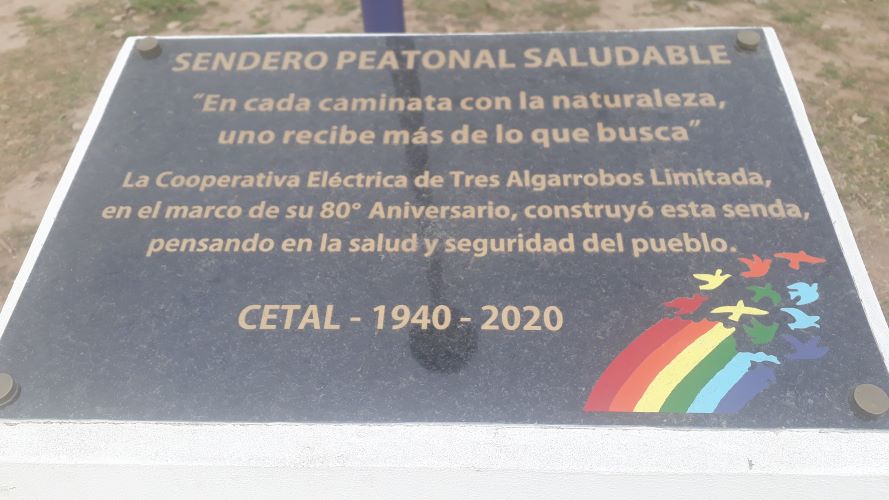 SENDERO PEATONAL SALUDABLE
"En cada caminata con la naturaleza,
uno recibe más de lo que busca"
La Cooperativa Eléctrica de Tres Algarrobos Limitada,
en el marco de su 80° Aniversario, construyó esta senda,
pensando en la salud y seguridad del pueblo.
CETAL - 1940 - 2020